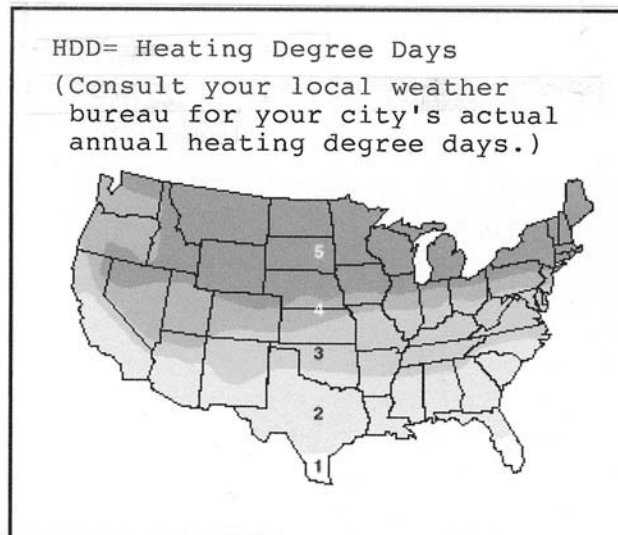 HDD= Heating Degree Days
(Consult your local weather
bureau for your city's actual
annual heating degree days.)
5
4
3
2
1